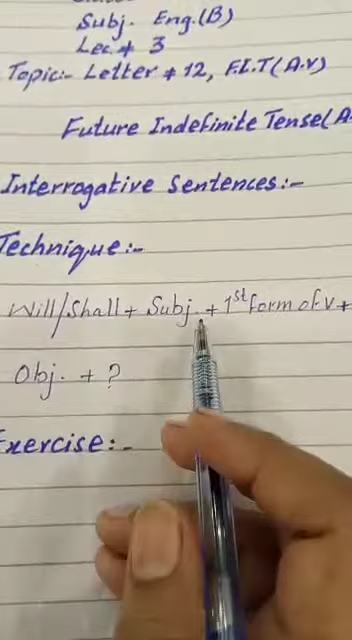 Subj. Eng.(B)
Lec # 3
Topic:- Letter # 12, F.I.T (A.V)
Future Indefinite Tense(A.
Interrogative Sentences:-
Technique:-
Will/Shall + Subj. + 1st form of v +
Obj. + ?
Exercise:-